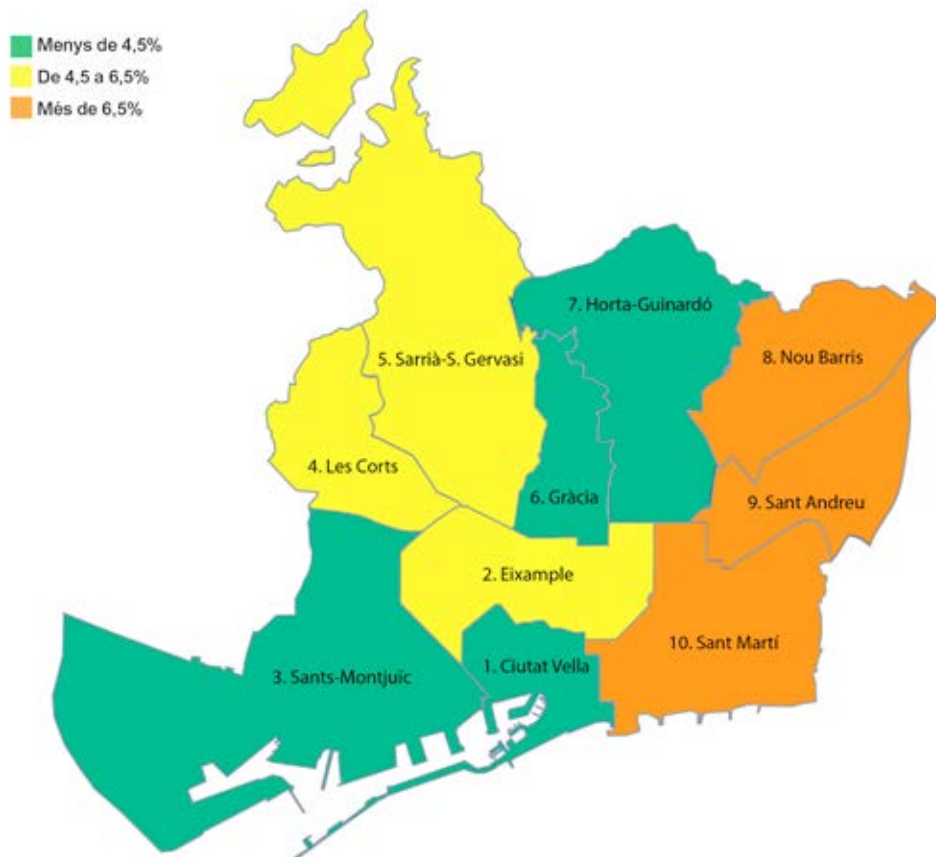 Menys de 4,5%
De 4,5 a 6,5%
Més de 6,5%
7. Horta-Guinardó
5. Sarrià-S. Gervasi
8. Nou Barris
4. Les Corts
6. Gràcia
9. Sant Andreu
2. Eixample
10. Sant Martí
1. Ciutat Vella
3. Sants-Montjuïc